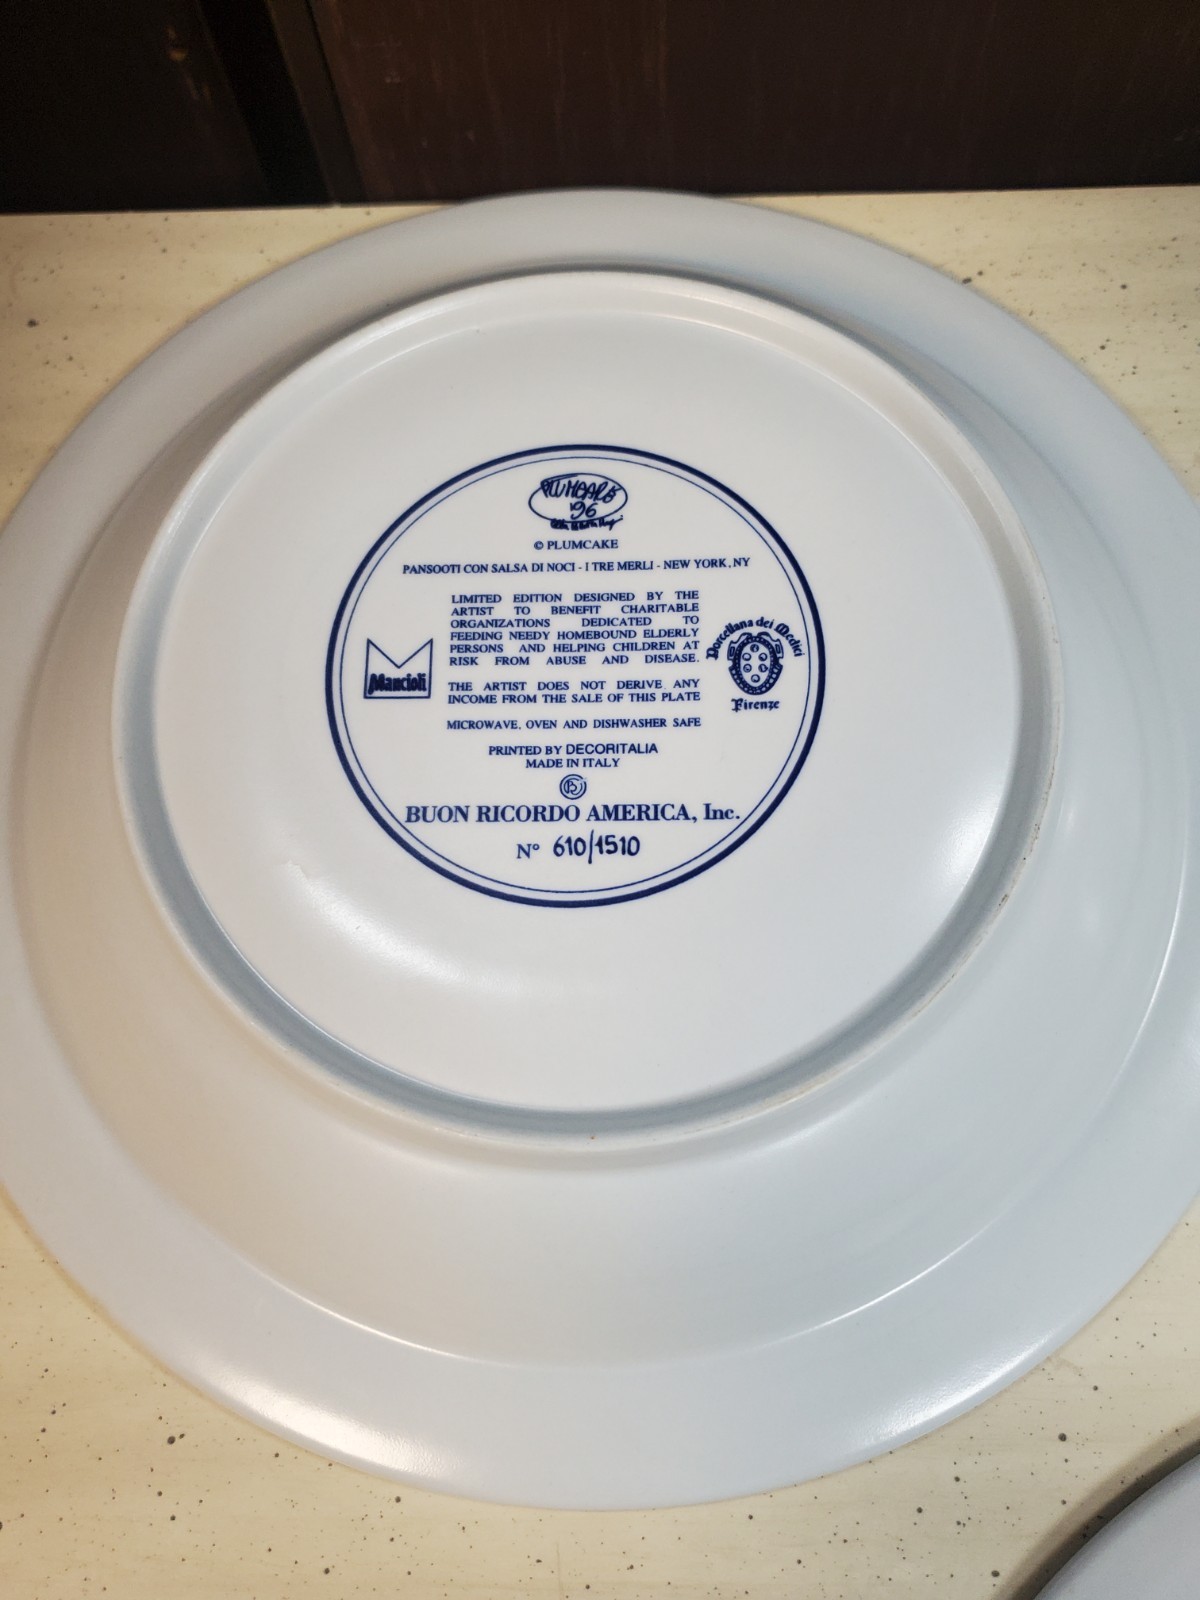 PLUMCAKE
'96
© PLUMCAKE
PANSOOTI CON SALSA DI NOCI - I TRE MERLI - NEW YORK, NY
LIMITED EDITION DESIGNED BY THE
ARTIST TO BENEFIT CHARITABLE
ORGANIZATIONS DEDICATED TO
FEEDING NEEDY HOMEBOUND ELDERLY
PERSONS AND HELPING CHILDREN AT
RISK FROM ABUSE AND DISEASE.
Mancioli
Porcellana dei Medici
Firenze
THE ARTIST DOES NOT DERIVE ANY
INCOME FROM THE SALE OF THIS PLATE
MICROWAVE, OVEN AND DISHWASHER SAFE
PRINTED BY DECORITALIA
MADE IN ITALY
BUON RICORDO AMERICA, Inc.
N° 610/1510